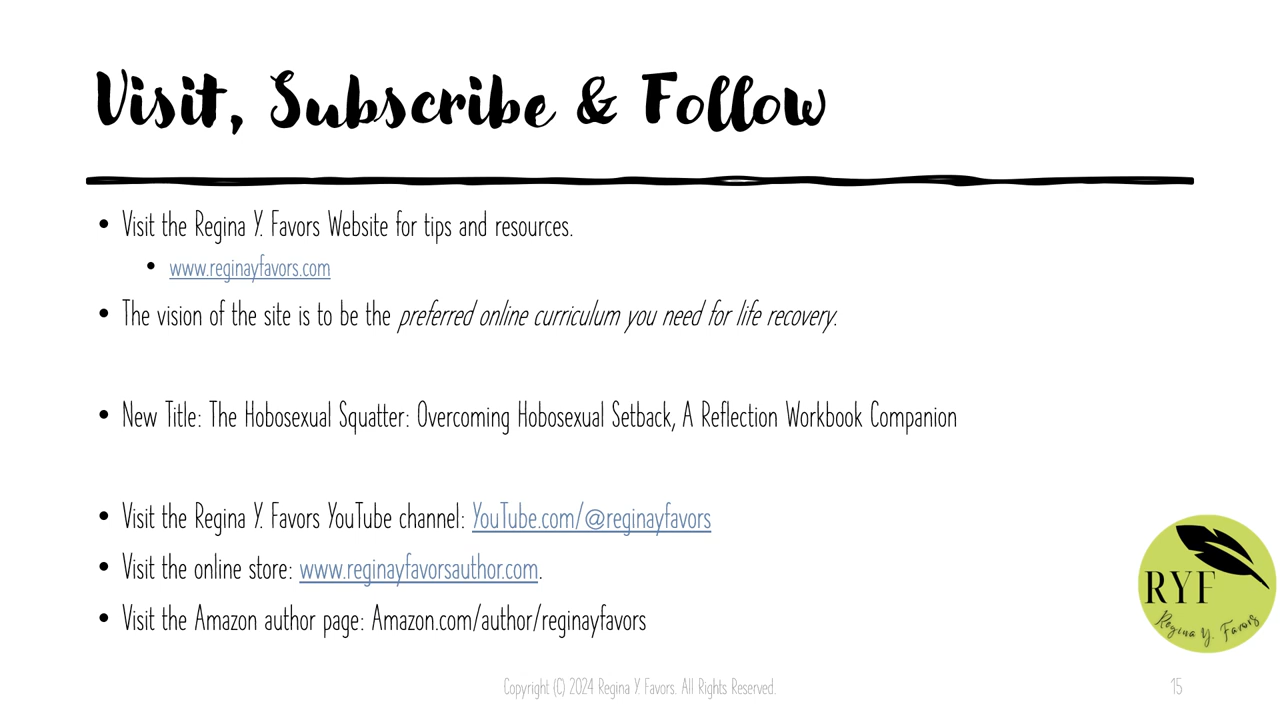 Visit, Subscribe & Follow
• Visit the Regina Y. Favors Website for tips and resources.
• www.reginayfavors.com
• The vision of the site is to be the preferred online curriculum you need for life recovery.
• New Title: The Hobosexual Squatter: Overcoming Hobosexual Setback, A Reflection Workbook Companion
• Visit the Regina Y. Favors YouTube channel: YouTube.com/@reginayfavors
• Visit the online store: www.reginayfavorsauthor.com.
• Visit the Amazon author page: Amazon.com/author/reginayfavors
RYF
Regina Y. Favors
Copyright (C) 2024 Regina Y. Favors. All Rights Reserved.
15